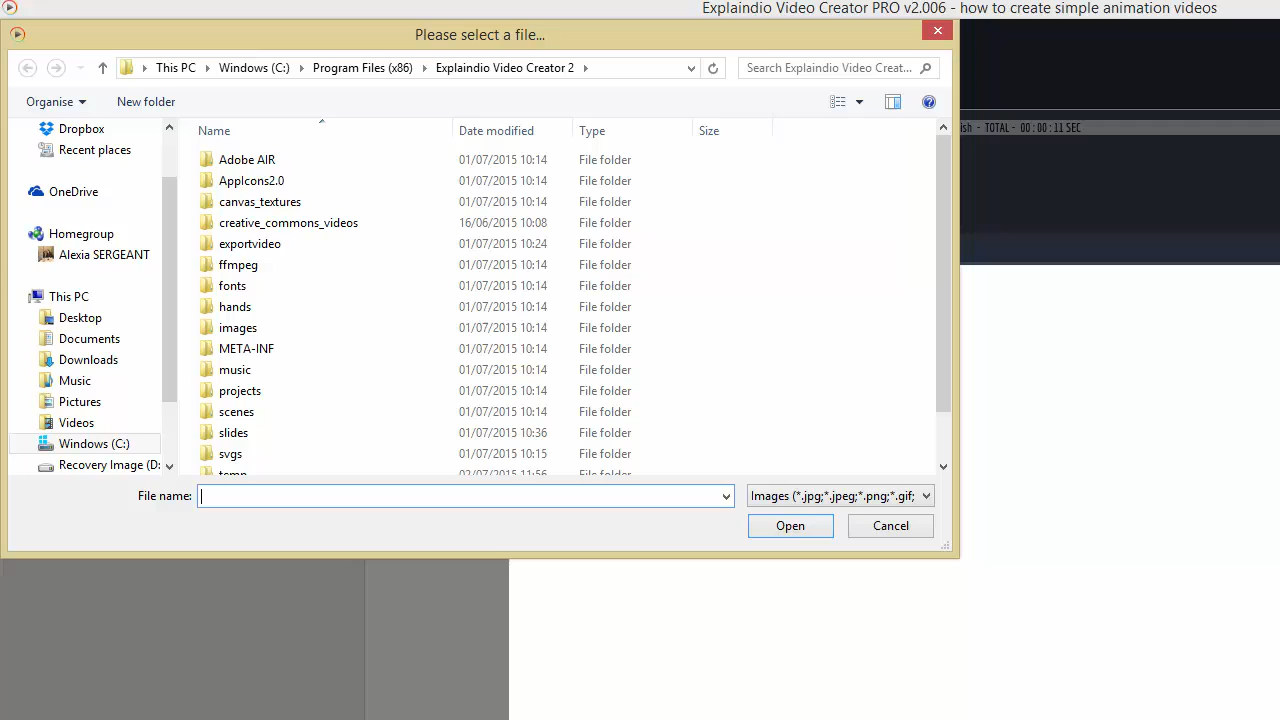 Explaindio Video Creator PRO v2.006 - how to create simple animation videos
Please select a file...
This PC Windows (C:) Program Files (x86) Explaindio Video Creator 2
Search Explaindio Video Creat...
Organise New folder
Name Date modified Type Size
Dropbox
Recent places
OneDrive
Homegroup
Alexia SERGEANT
This PC
Desktop
Documents
Downloads
Music
Pictures
Videos
Windows (C:)
Recovery Image (D:
Adobe AIR 01/07/2015 10:14 File folder
AppIcons2.0 01/07/2015 10:14 File folder
canvas_textures 01/07/2015 10:14 File folder
creative_commons_videos 16/06/2015 10:08 File folder
exportvideo 01/07/2015 10:24 File folder
ffmpeg 01/07/2015 10:14 File folder
fonts 01/07/2015 10:14 File folder
hands 01/07/2015 10:14 File folder
images 01/07/2015 10:14 File folder
META-INF 01/07/2015 10:14 File folder
music 01/07/2015 10:14 File folder
projects 01/07/2015 10:14 File folder
scenes 01/07/2015 10:14 File folder
slides 01/07/2015 10:36 File folder
svgs 01/07/2015 10:15 File folder
temp 02/07/2015 11:56 File folder
ish - TOTAL - 00:00:11 SEC
File name:
Images (*.jpg;*.jpeg;*.png;*.gif;
Open Cancel